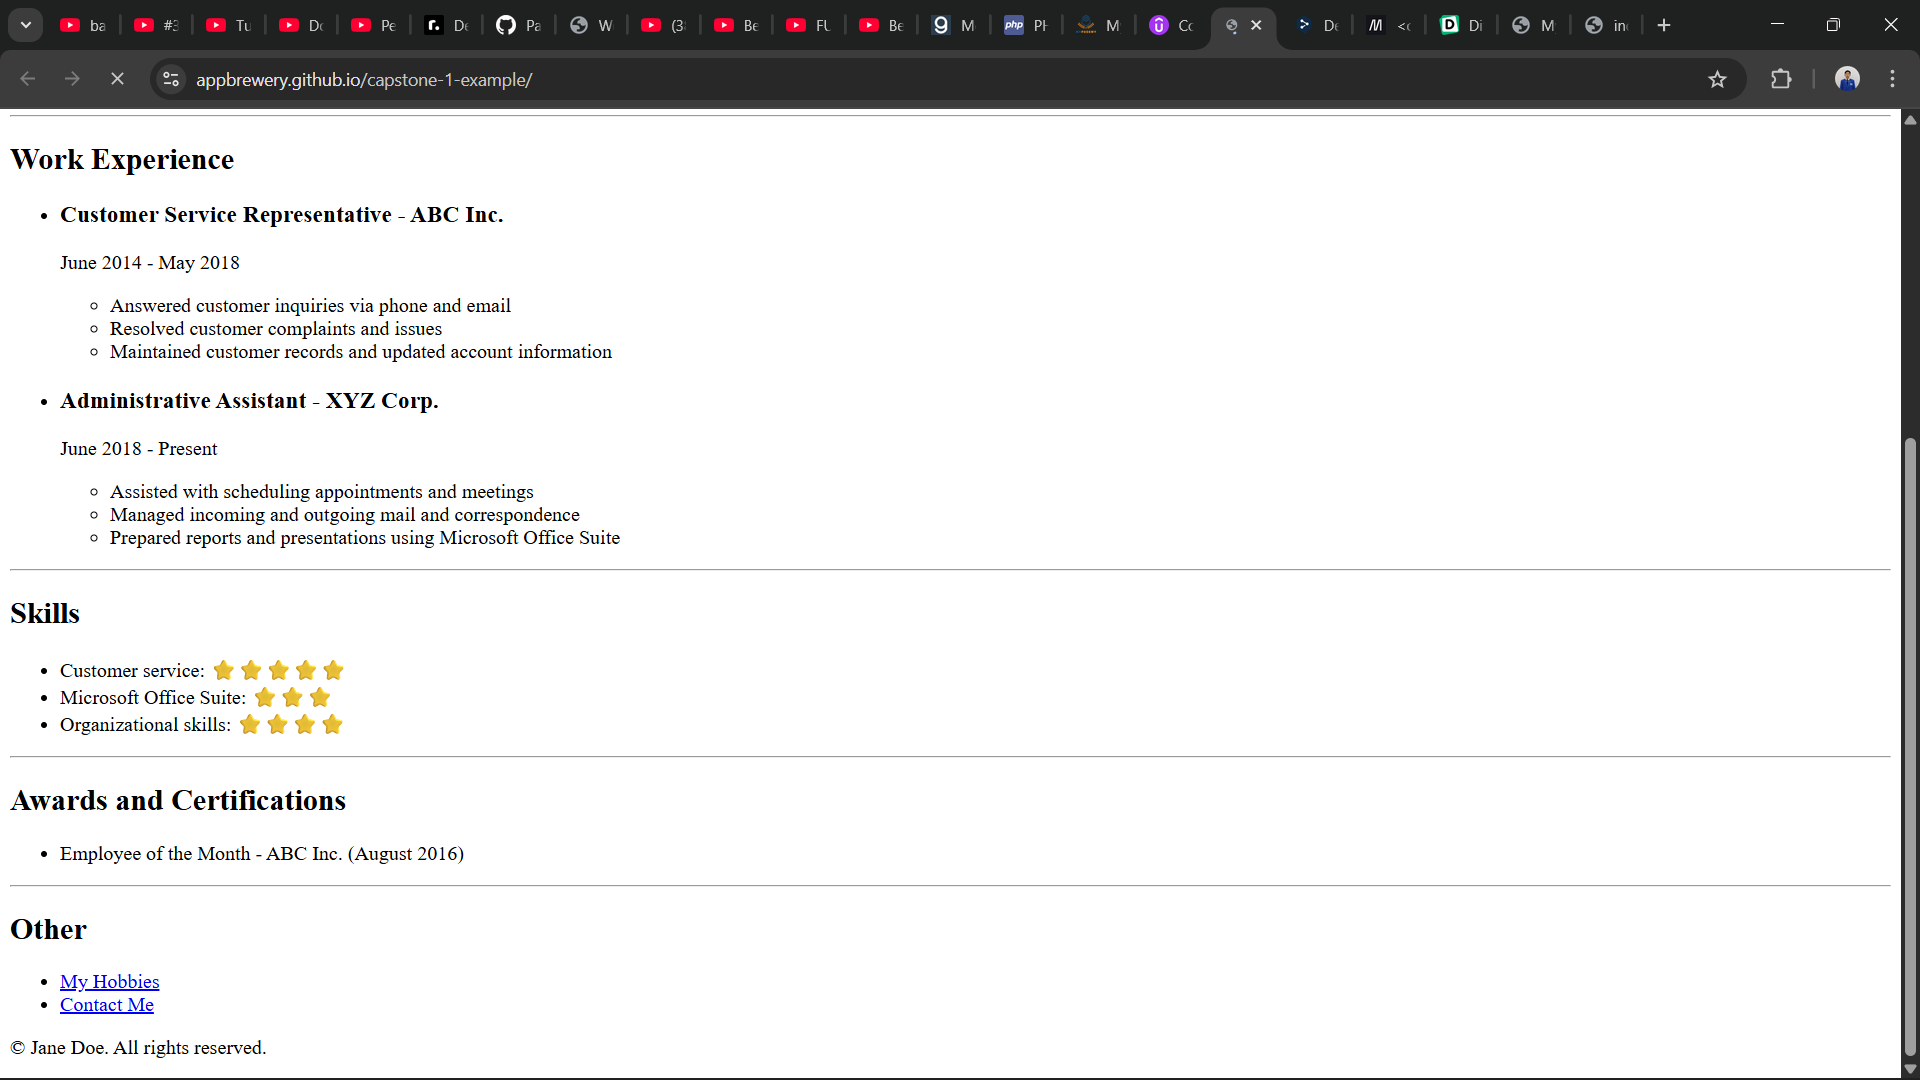 ba
#3
Tu
Pe
De
Pa
W
(3
Be
FU
Be
M
php
M
Co
De
<c
Di
M
in
appbrewery.github.io/capstone-1-example/
Work Experience
Customer Service Representative - ABC Inc.
June 2014 - May 2018
Answered customer inquiries via phone and email
Resolved customer complaints and issues
Maintained customer records and updated account information
Administrative Assistant - XYZ Corp.
June 2018 - Present
Assisted with scheduling appointments and meetings
Managed incoming and outgoing mail and correspondence
Prepared reports and presentations using Microsoft Office Suite
Skills
Customer service: ⭐ ⭐ ⭐ ⭐ ⭐
Microsoft Office Suite: ⭐ ⭐ ⭐
Organizational skills: ⭐ ⭐ ⭐ ⭐
Awards and Certifications
Employee of the Month - ABC Inc. (August 2016)
Other
My Hobbies
Contact Me
© Jane Doe. All rights reserved.